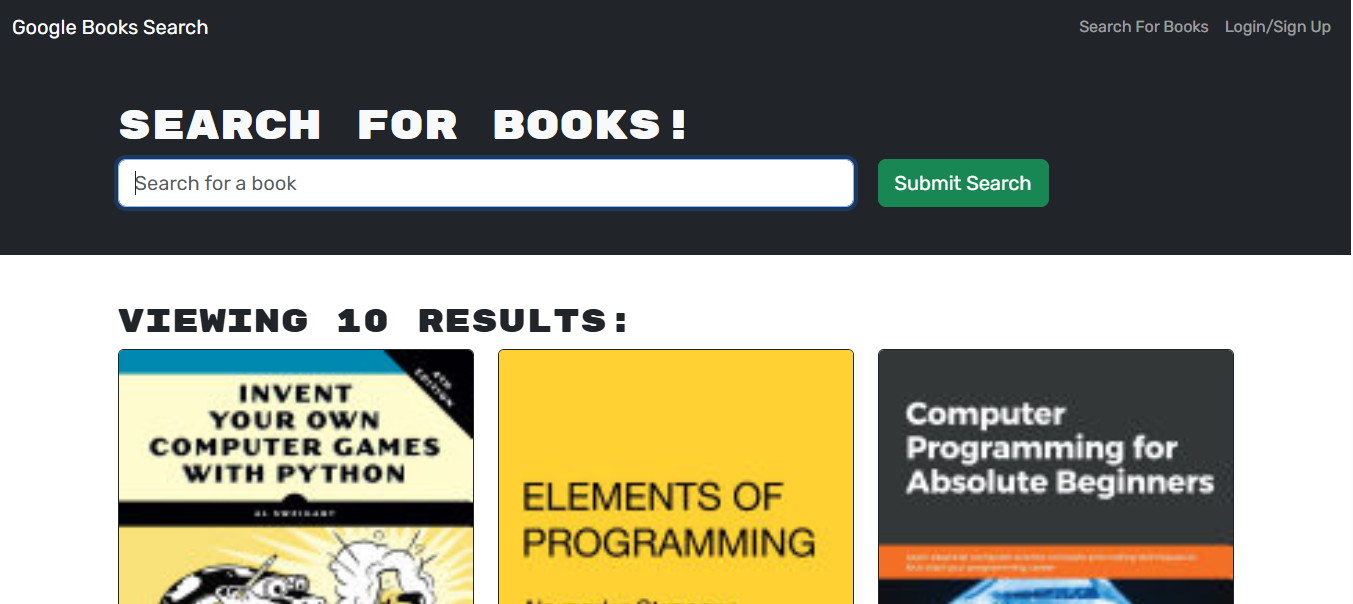 Google Books Search
Search For Books
Login/Sign Up
SEARCH FOR BOOKS!
Search for a book
Submit Search
VIEWING 10 RESULTS:
4TH
EDITION
INVENT
YOUR OWN
COMPUTER GAMES
WITH PYTHON
AL SWEIGART
ELEMENTS OF
PROGRAMMING
Computer
Programming for
Absolute Beginners